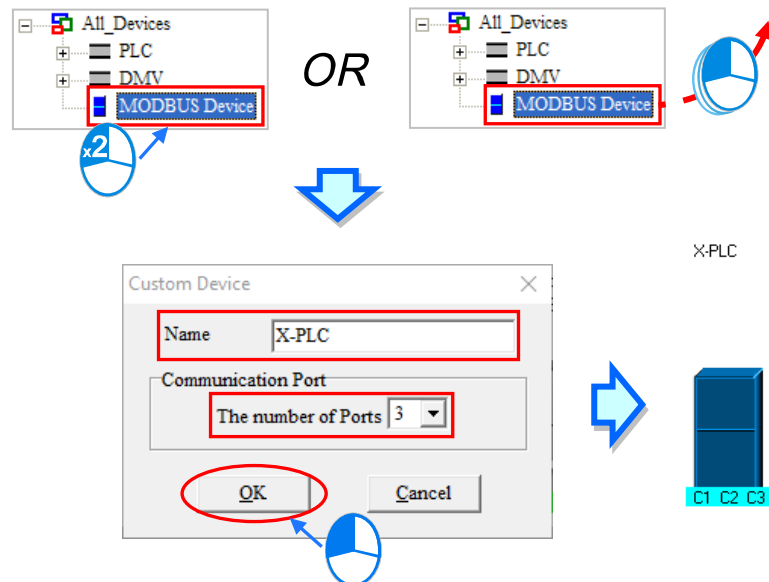 All_Devices
PLC
DMV
MODBUS Device
x2
OR
All_Devices
PLC
DMV
MODBUS Device
X-PLC
Custom Device
Name X-PLC
Communication Port
The number of Ports 3
OK Cancel
C1 C2 C3